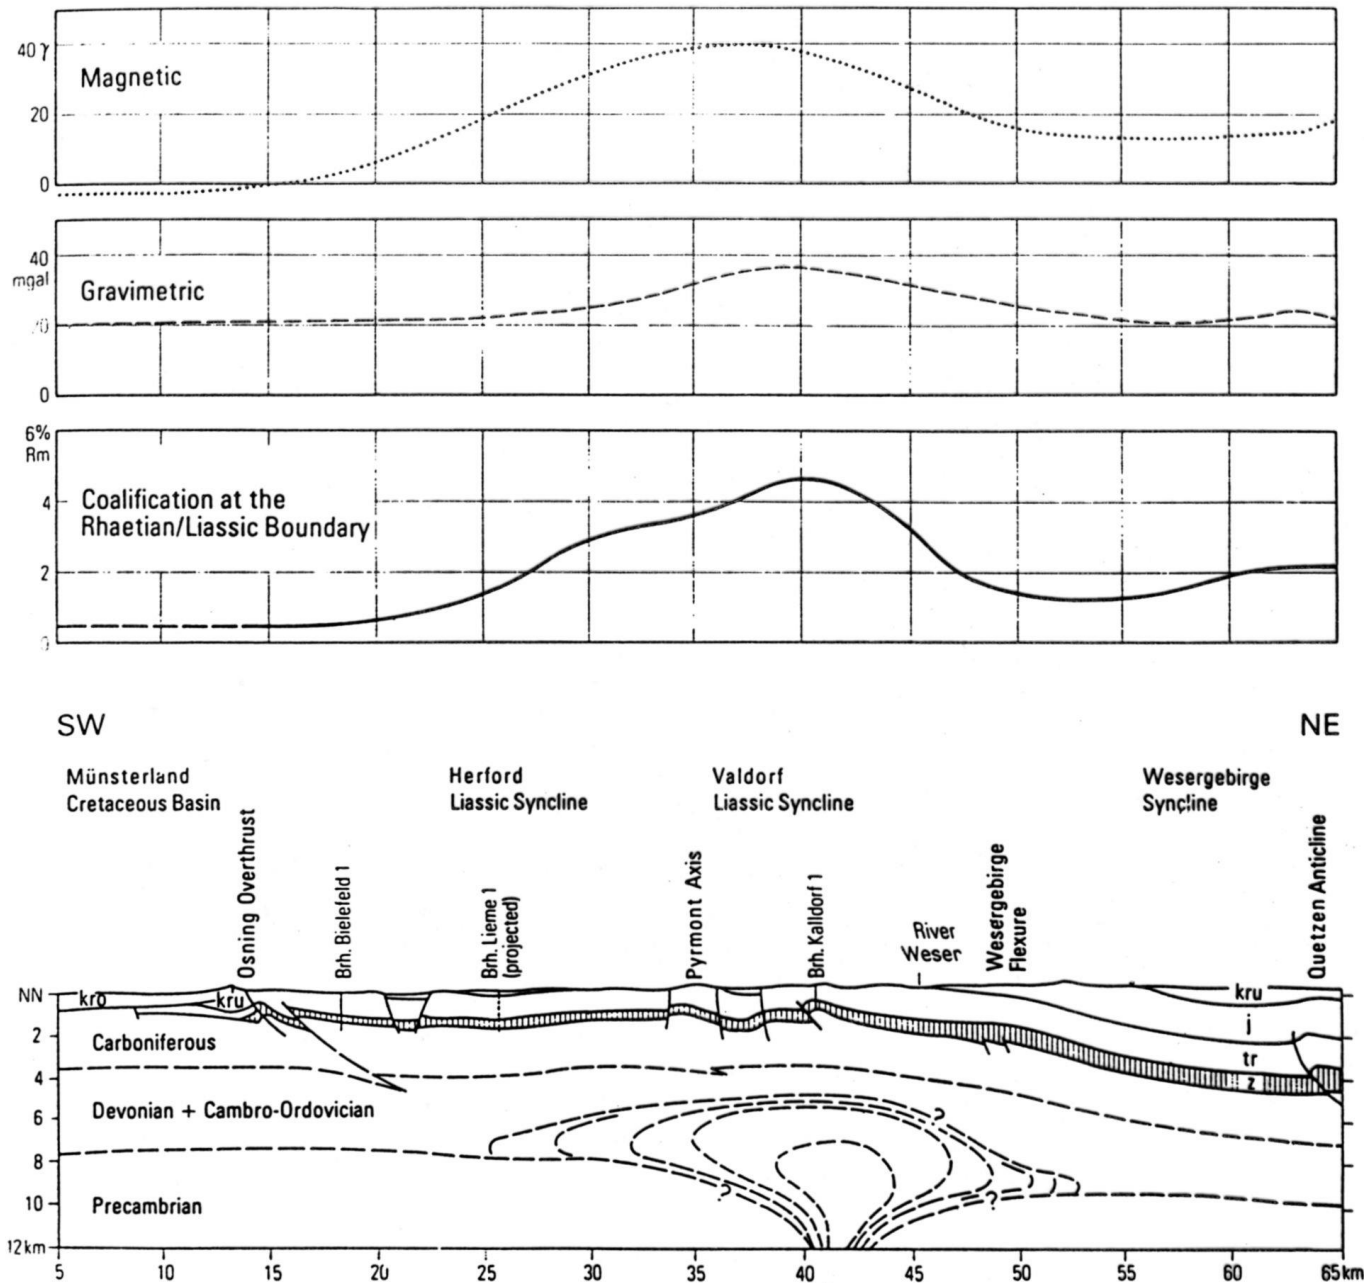 40 γ
Magnetic
20
0
40
mgal
Gravimetric
20
0
6%
Rm
Coalification at the
Rhaetian/Liassic Boundary
4
2
0
SW
NE
Münsterland
Cretaceous Basin
Herford
Liassic Syncline
Valdorf
Liassic Syncline
Wesergebirge
Syncline
Osning Overthrust
Brh. Bielefeld 1
Brh. Lieme 1
(projected)
Pyrmont Axis
Brh. Kalldorf 1
River
Weser
Wesergebirge
Flexure
Quetzen Anticline
NN
kro
kru
kru
j
2
Carboniferous
tr
z
4
Devonian + Cambro-Ordovician
6
?
8
?
?
10
Precambrian
12 km
5 10 15 20 25 30 35 40 45 50 55 60 65 km